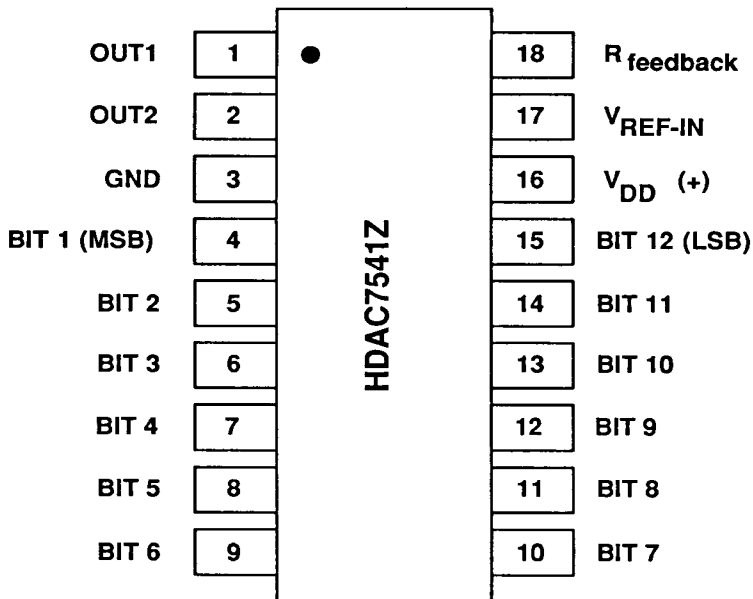 OUT1 1 18 R feedback
OUT2 2 17 VREF-IN
GND 3 16 VDD (+)
BIT 1 (MSB) 4 15 BIT 12 (LSB)
BIT 2 5 14 BIT 11
BIT 3 6 13 BIT 10
BIT 4 7 12 BIT 9
BIT 5 8 11 BIT 8
BIT 6 9 10 BIT 7
HDAC7541Z